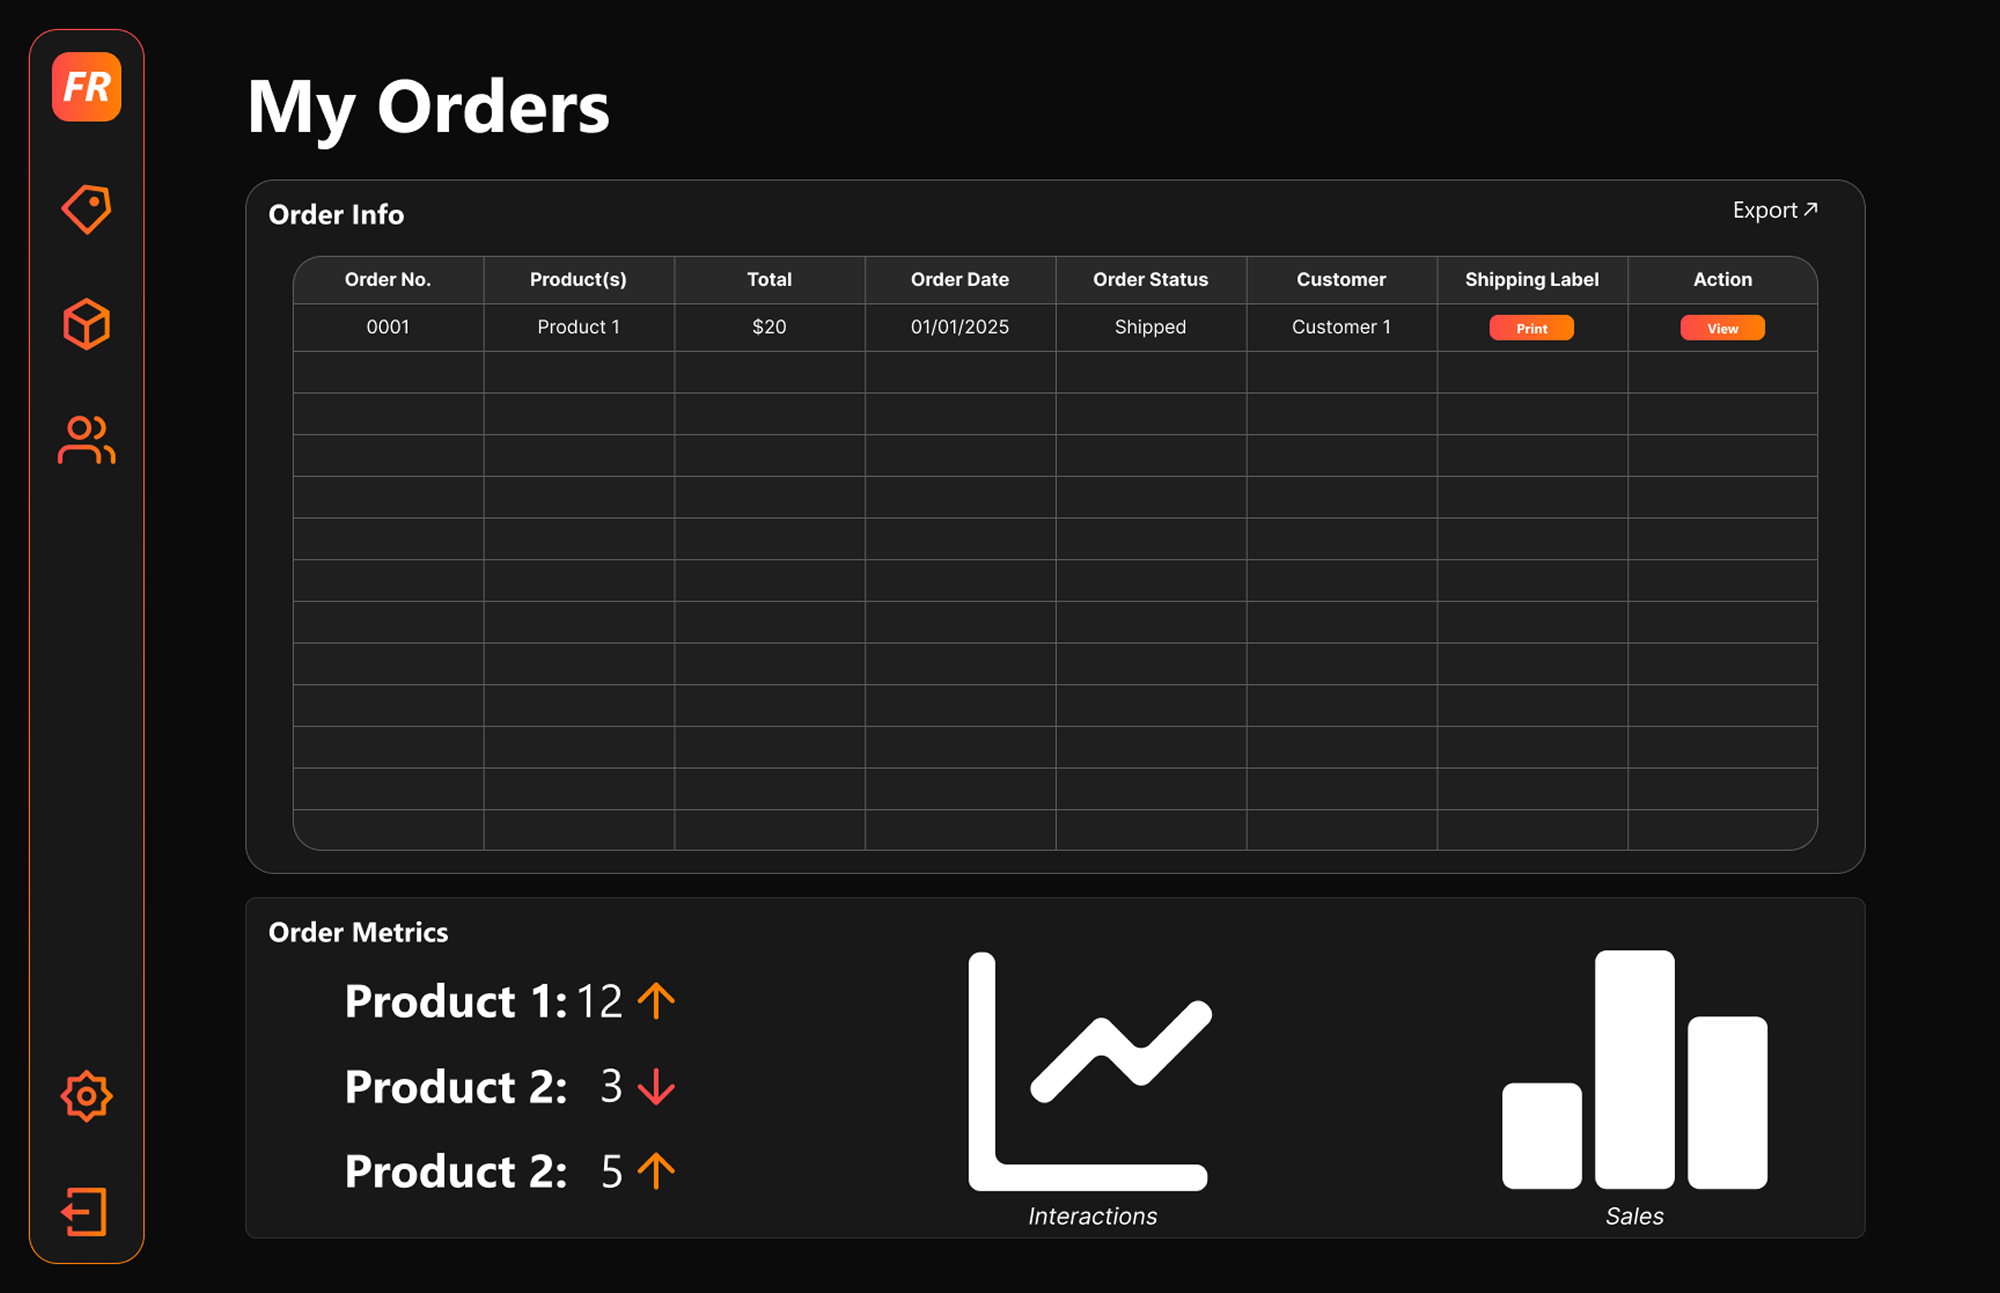 FR
My Orders
Order Info
Export
Order No. Product(s) Total Order Date Order Status Customer Shipping Label Action
0001 Product 1 $20 01/01/2025 Shipped Customer 1 Print View
Order Metrics
Product 1: 12
Product 2: 3
Product 2: 5
Interactions
Sales